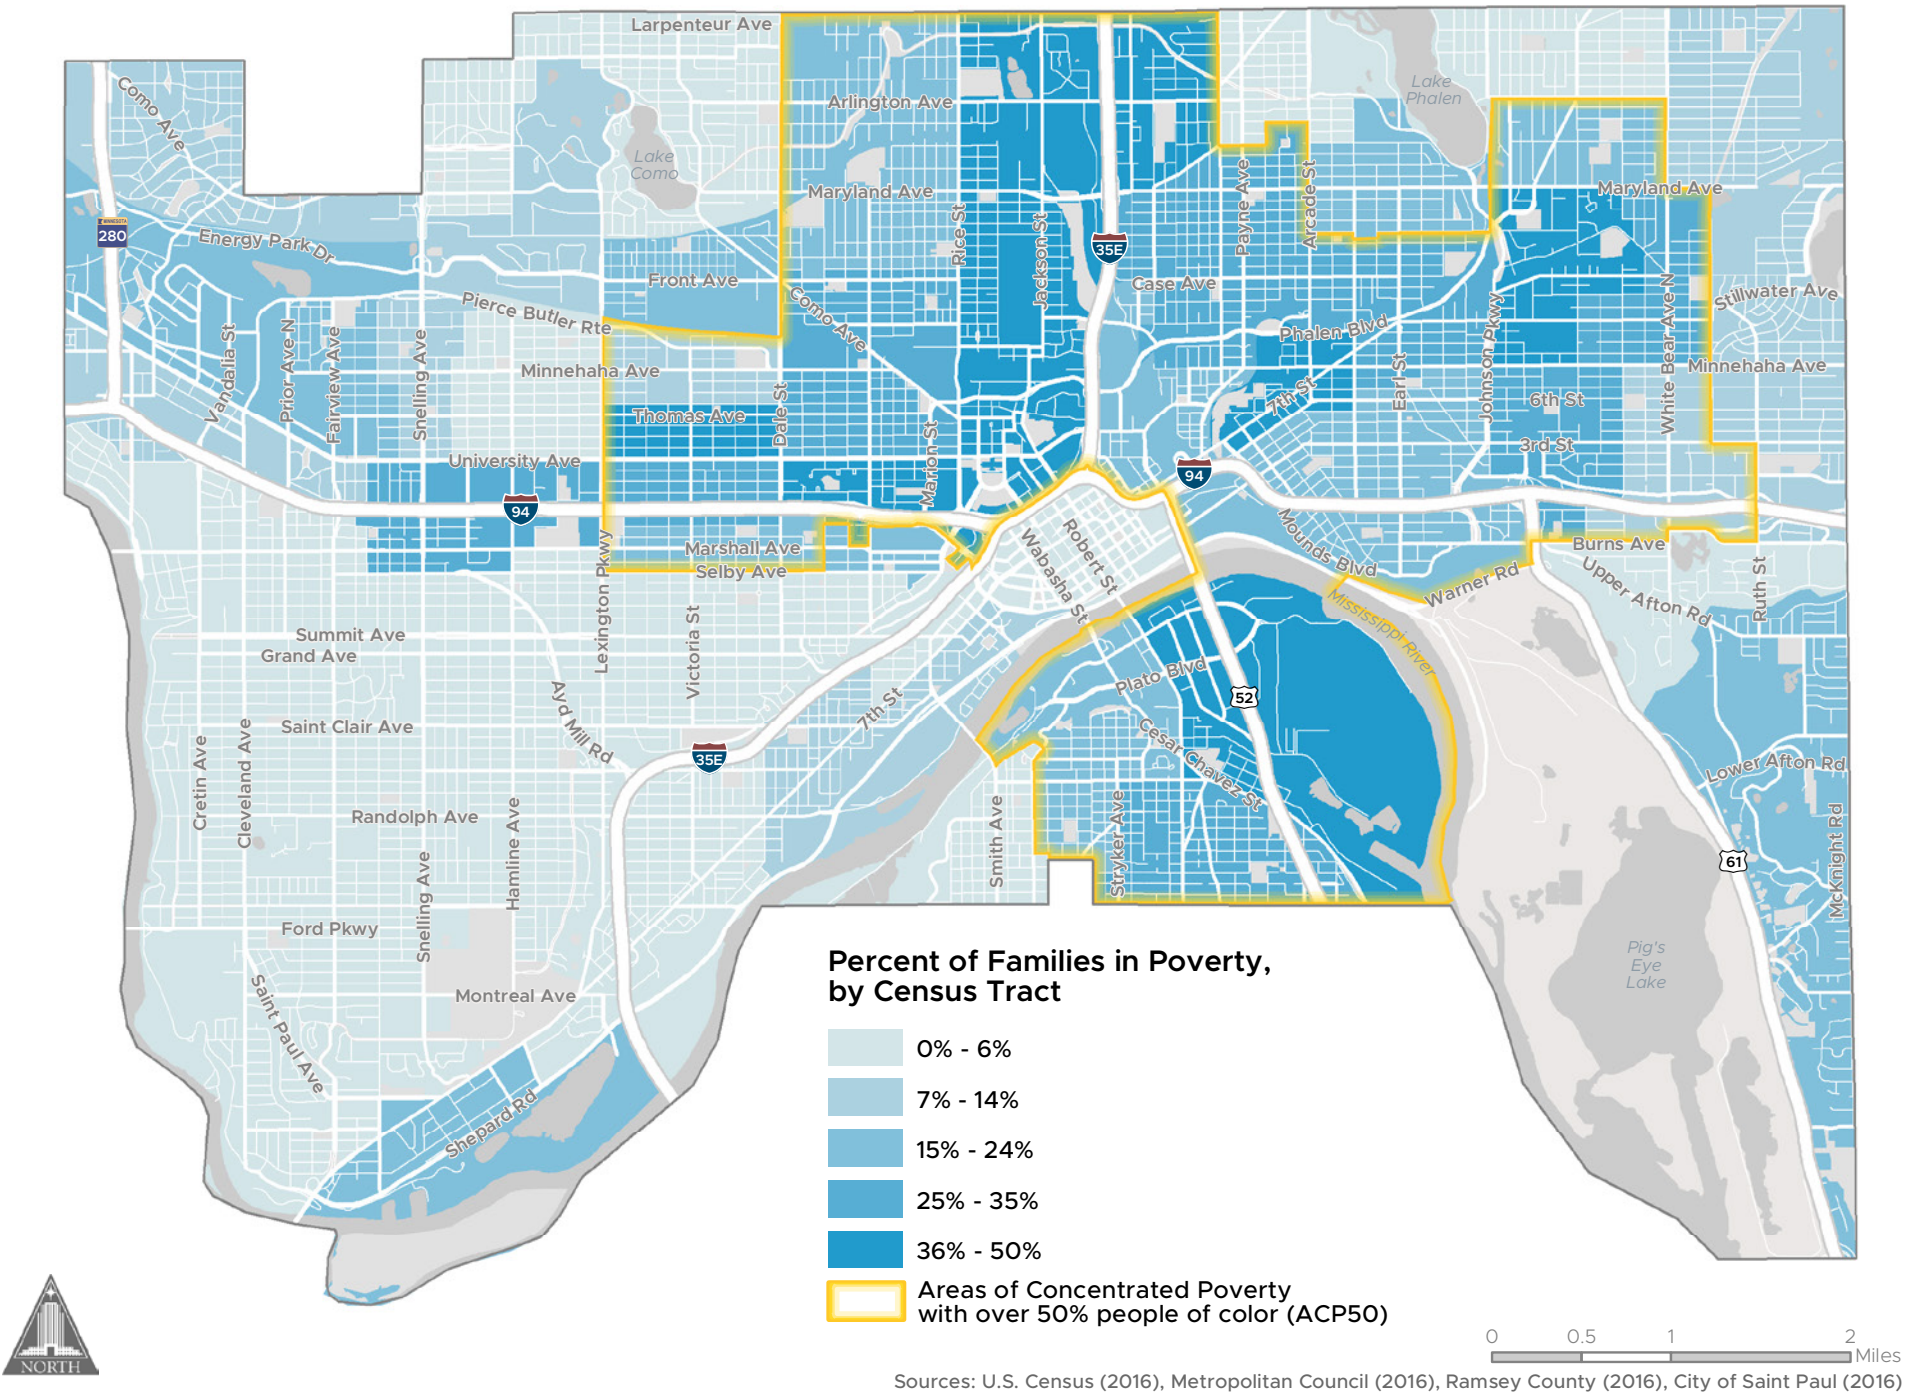 Larpenteur Ave
Como Ave
Arlington Ave
Lake
Phalen
Lake
Como
Maryland Ave
Maryland Ave
Payne Ave
Arcade St
Rice St
Jackson St
MINNESOTA
280
Energy Park Dr
35E
Front Ave
Case Ave
Como Ave
Pierce Butler Rte
Stillwater Ave
Phalen Blvd
Johnson Pkwy
White Bear Ave N
Vandalia St
Prior Ave N
Fairview Ave
Snelling Ave
Minnehaha Ave
Minnehaha Ave
Earl St
7th St
6th St
Thomas Ave
Dale St
Marion St
3rd St
University Ave
94
94
Marshall Ave
Selby Ave
Lexington Pkwy
Wabasha St
Robert St
Mounds Blvd
Burns Ave
Warner Rd
Upper Afton Rd
Ruth St
Mississippi River
Summit Ave
Grand Ave
Victoria St
Plato Blvd
52
7th St
Ayd Mill Rd
Saint Clair Ave
Cesar Chavez St
Cretin Ave
Cleveland Ave
35E
Lower Afton Rd
Randolph Ave
Hamline Ave
Smith Ave
Stryker Ave
McKnight Rd
61
Snelling Ave
Ford Pkwy
Pig's
Eye
Lake
Montreal Ave
Saint Paul Ave
Shepard Rd
Percent of Families in Poverty,
by Census Tract
0% - 6%
7% - 14%
15% - 24%
25% - 35%
36% - 50%
Areas of Concentrated Poverty
with over 50% people of color (ACP50)
NORTH
0 0.5 1 2
Miles
Sources: U.S. Census (2016), Metropolitan Council (2016), Ramsey County (2016), City of Saint Paul (2016)